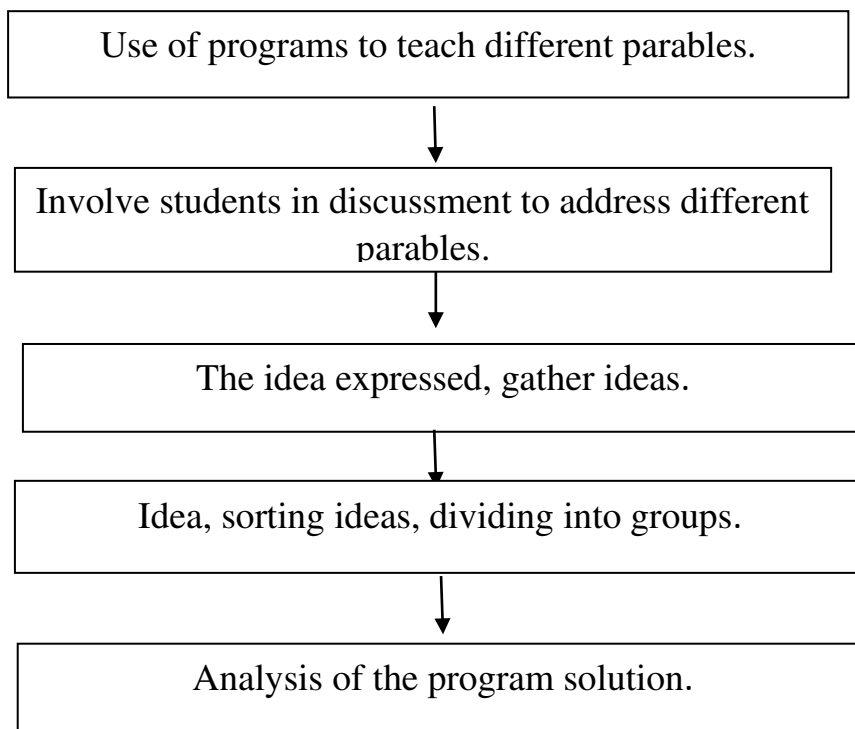 Use of programs to teach different parables.
Involve students in discussment to address different
parables.
The idea expressed, gather ideas.
Idea, sorting ideas, dividing into groups.
Analysis of the program solution.